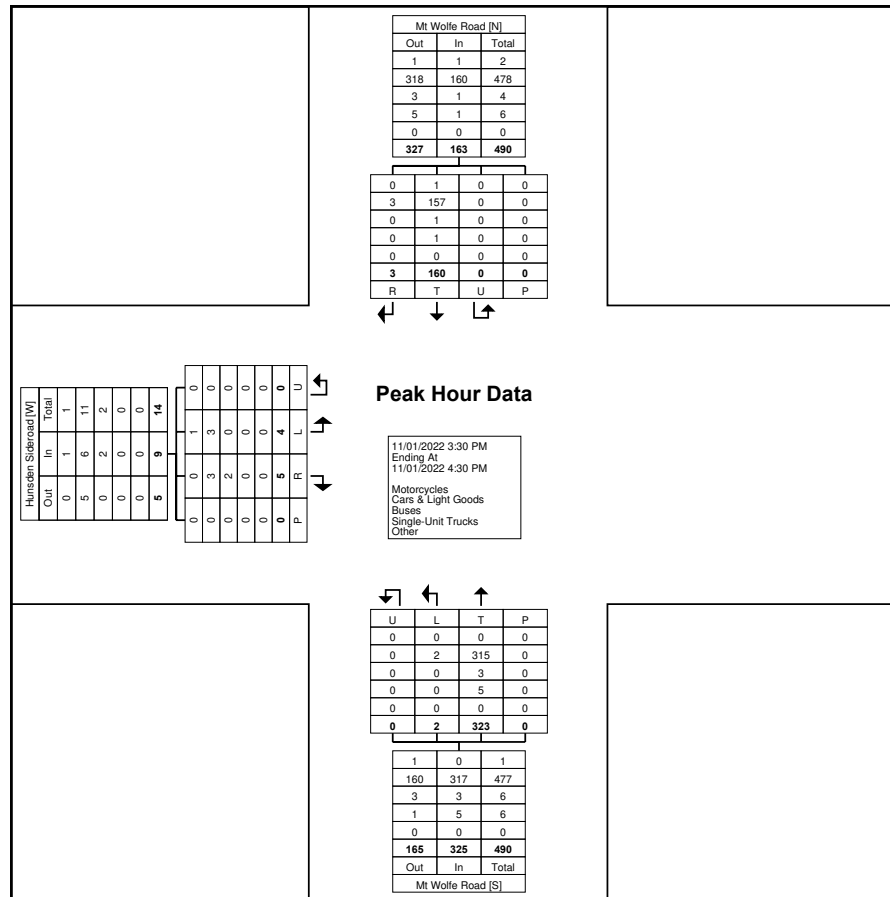 Mt Wolfe Road [N]
Out In Total
1 1 2
318 160 478
3 1 4
5 1 6
0 0 0
327 163 490
0 1 0 0
3 157 0 0
0 1 0 0
0 1 0 0
0 0 0 0
3 160 0 0
R T U P
Hunsden Sideroad [W]
Out In Total
0 1 1
5 6 11
0 2 2
0 0 0
0 0 0
5 9 14
0 0 1 0
0 3 3 0
0 2 0 0
0 0 0 0
0 0 0 0
0 5 4 0
P R L U
Peak Hour Data
11/01/2022 3:30 PM
Ending At
11/01/2022 4:30 PM
Motorcycles
Cars & Light Goods
Buses
Single-Unit Trucks
Other
U L T P
0 0 0 0
0 2 315 0
0 0 3 0
0 0 5 0
0 0 0 0
0 2 323 0
1 0 1
160 317 477
3 3 6
1 5 6
0 0 0
165 325 490
Out In Total
Mt Wolfe Road [S]